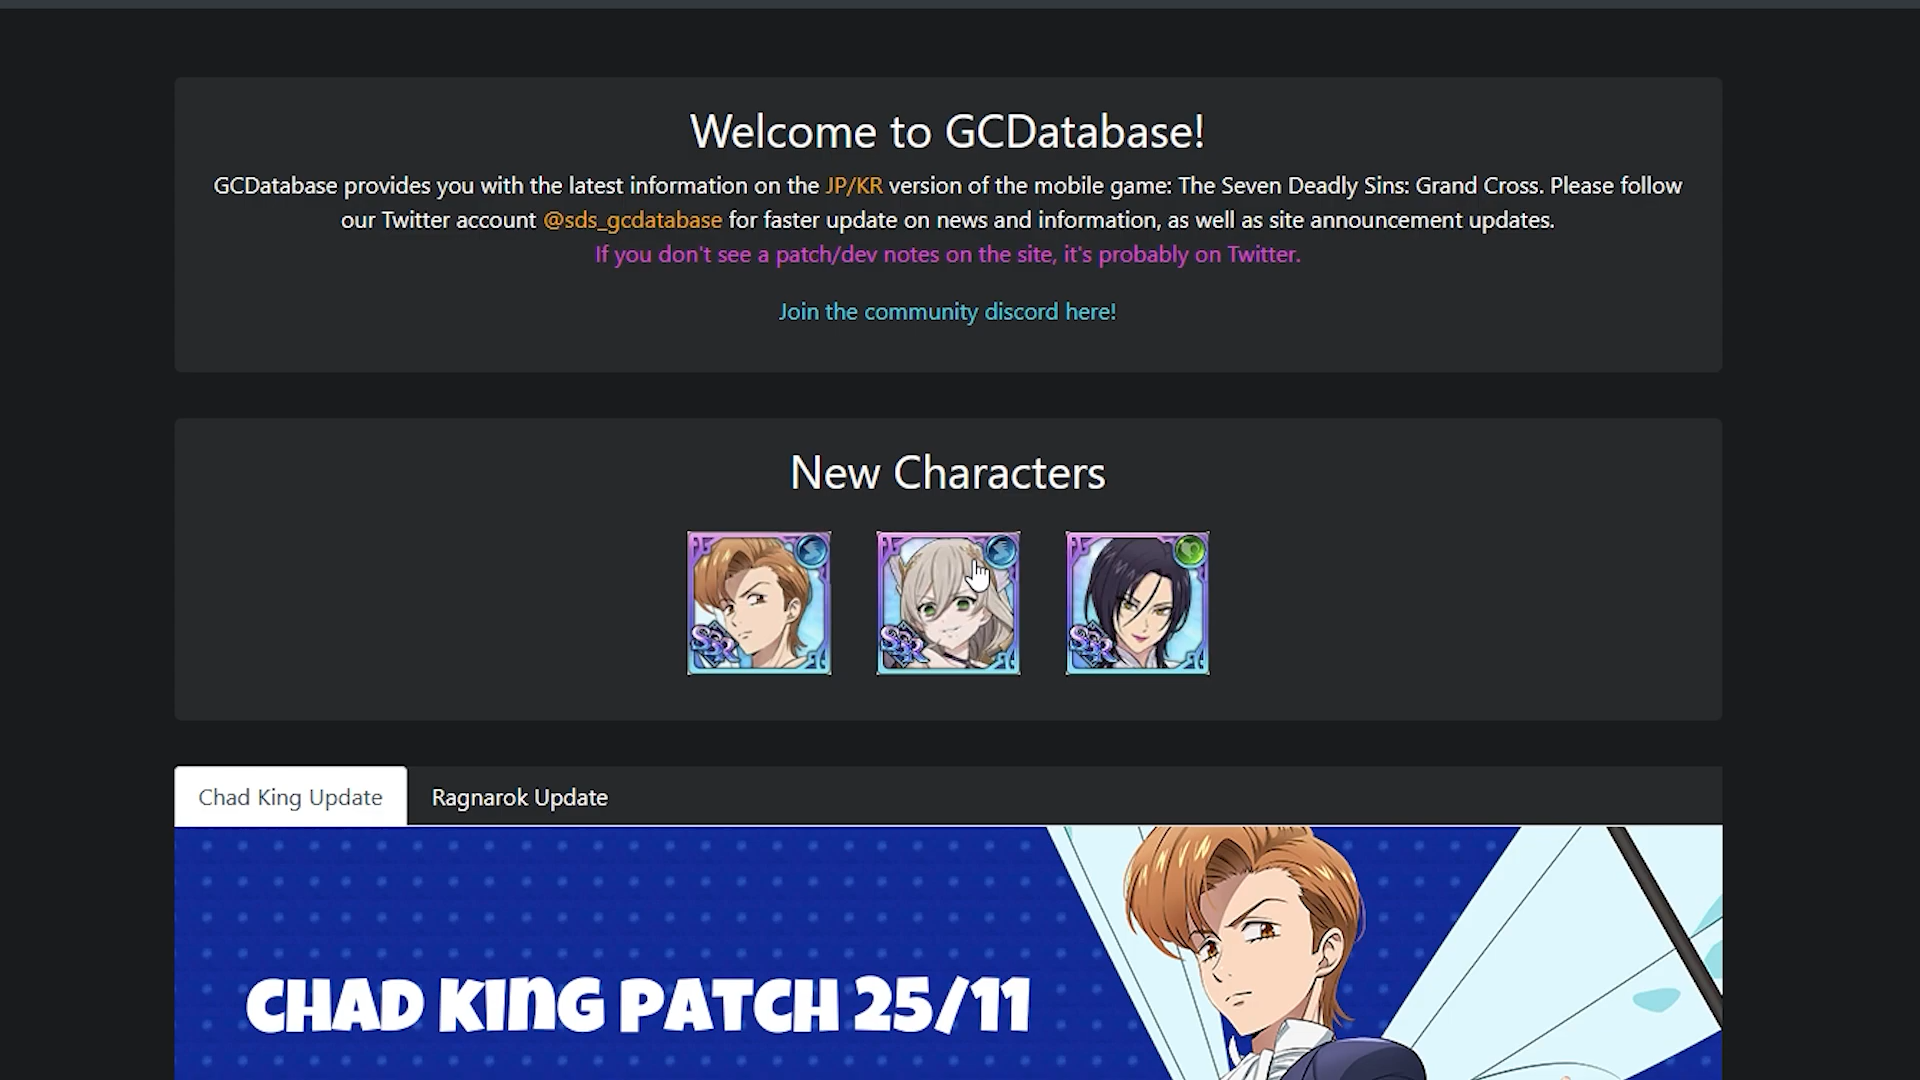 Welcome to GCDatabase!
GCDatabase provides you with the latest information on the JP/KR version of the mobile game: The Seven Deadly Sins: Grand Cross. Please follow
our Twitter account @sds_gcdatabase for faster update on news and information, as well as site announcement updates.
If you don't see a patch/dev notes on the site, it's probably on Twitter.
Join the community discord here!
New Characters
SSR SSR SSR
Chad King Update Ragnarok Update
CHAD KING PATCH 25/11